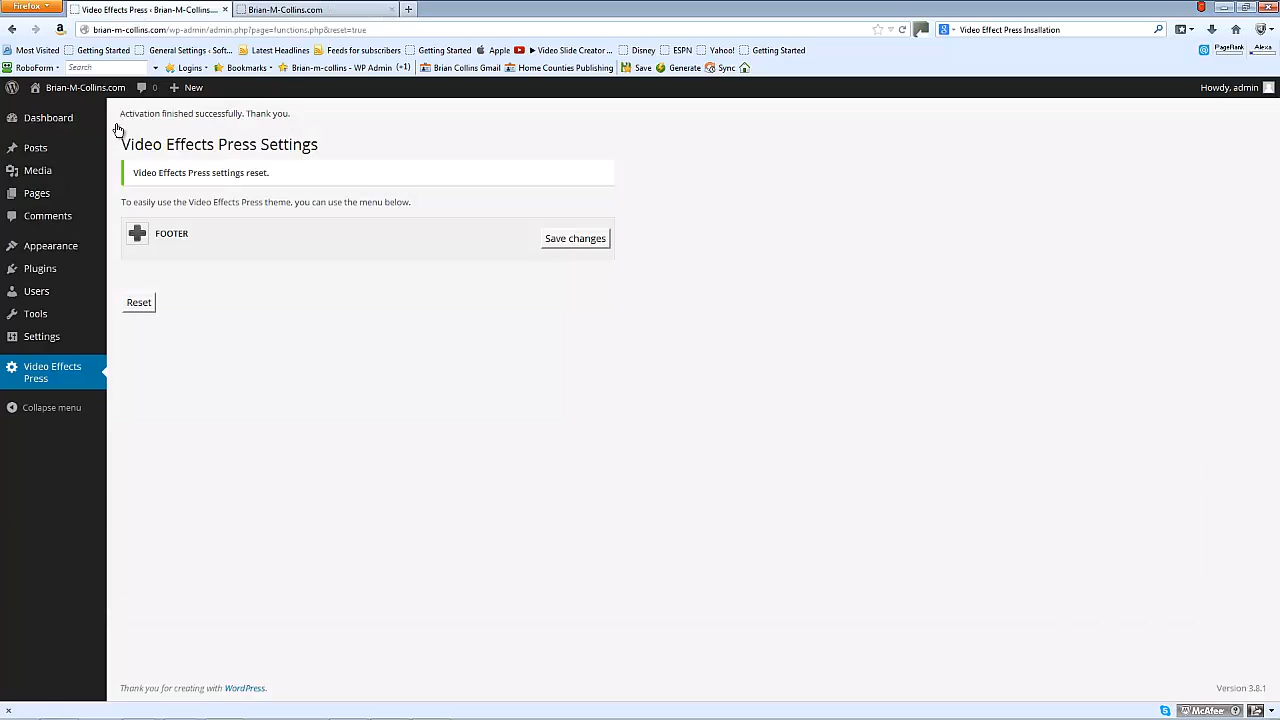 Firefox
Video Effects Press ‹ Brian-M-Collins....
Brian-M-Collins.com
brian-m-collins.com/wp-admin/admin.php?page=functions.php&reset=true
Video Effect Press Insallation
Most Visited
Getting Started
General Settings ‹ Soft...
Latest Headlines
Feeds for subscribers
Getting Started
Apple
Video Slide Creator ...
Disney
ESPN
Yahoo!
Getting Started
PageRank
Alexa
RoboForm
Search
Logins
Bookmarks
Brian-m-collins - WP Admin
(+1)
Brian Collins Gmail
Home Counties Publishing
Save
Generate
Sync
Brian-M-Collins.com
0
New
Howdy, admin
Dashboard
Posts
Media
Pages
Comments
Appearance
Plugins
Users
Tools
Settings
Video Effects
Press
Collapse menu
Activation finished successfully. Thank you.
Video Effects Press Settings
Video Effects Press settings reset.
To easily use the Video Effects Press theme, you can use the menu below.
FOOTER
Save changes
Reset
Thank you for creating with WordPress.
Version 3.8.1
McAfee